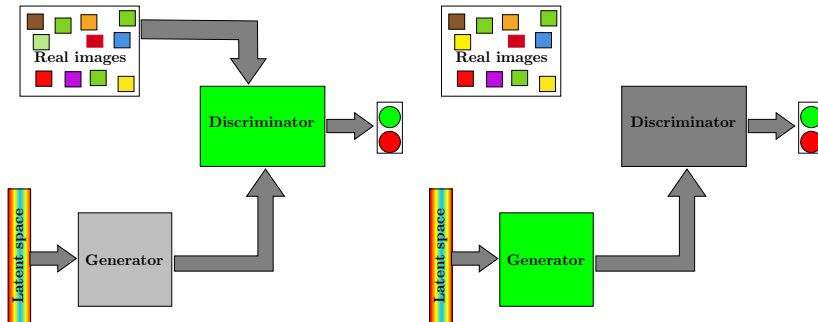 Real images
Discriminator
Latent space
Generator
Real images
Discriminator
Latent space
Generator